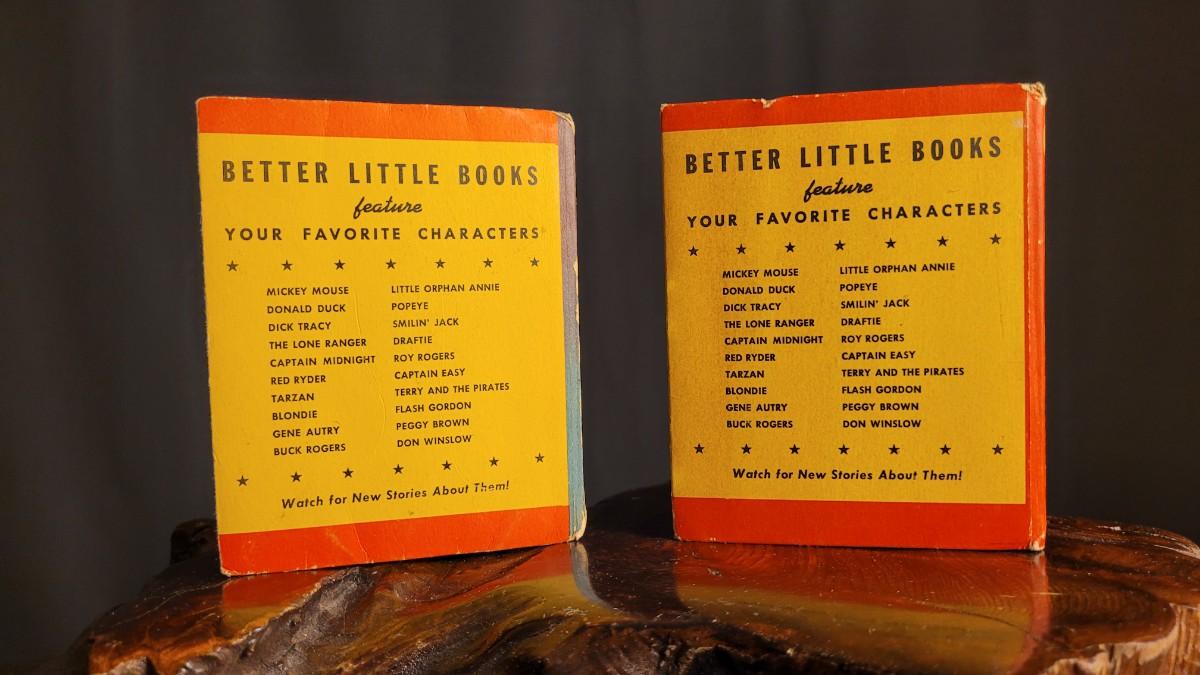 BETTER LITTLE BOOKS
feature
YOUR FAVORITE CHARACTERS
MICKEY MOUSE
DONALD DUCK
DICK TRACY
THE LONE RANGER
CAPTAIN MIDNIGHT
RED RYDER
TARZAN
BLONDIE
GENE AUTRY
BUCK ROGERS
LITTLE ORPHAN ANNIE
POPEYE
SMILIN' JACK
DRAFTIE
ROY ROGERS
CAPTAIN EASY
TERRY AND THE PIRATES
FLASH GORDON
PEGGY BROWN
DON WINSLOW
Watch for New Stories About Them!
BETTER LITTLE BOOKS
feature
YOUR FAVORITE CHARACTERS
MICKEY MOUSE
DONALD DUCK
DICK TRACY
THE LONE RANGER
CAPTAIN MIDNIGHT
RED RYDER
TARZAN
BLONDIE
GENE AUTRY
BUCK ROGERS
LITTLE ORPHAN ANNIE
POPEYE
SMILIN' JACK
DRAFTIE
ROY ROGERS
CAPTAIN EASY
TERRY AND THE PIRATES
FLASH GORDON
PEGGY BROWN
DON WINSLOW
Watch for New Stories About Them!